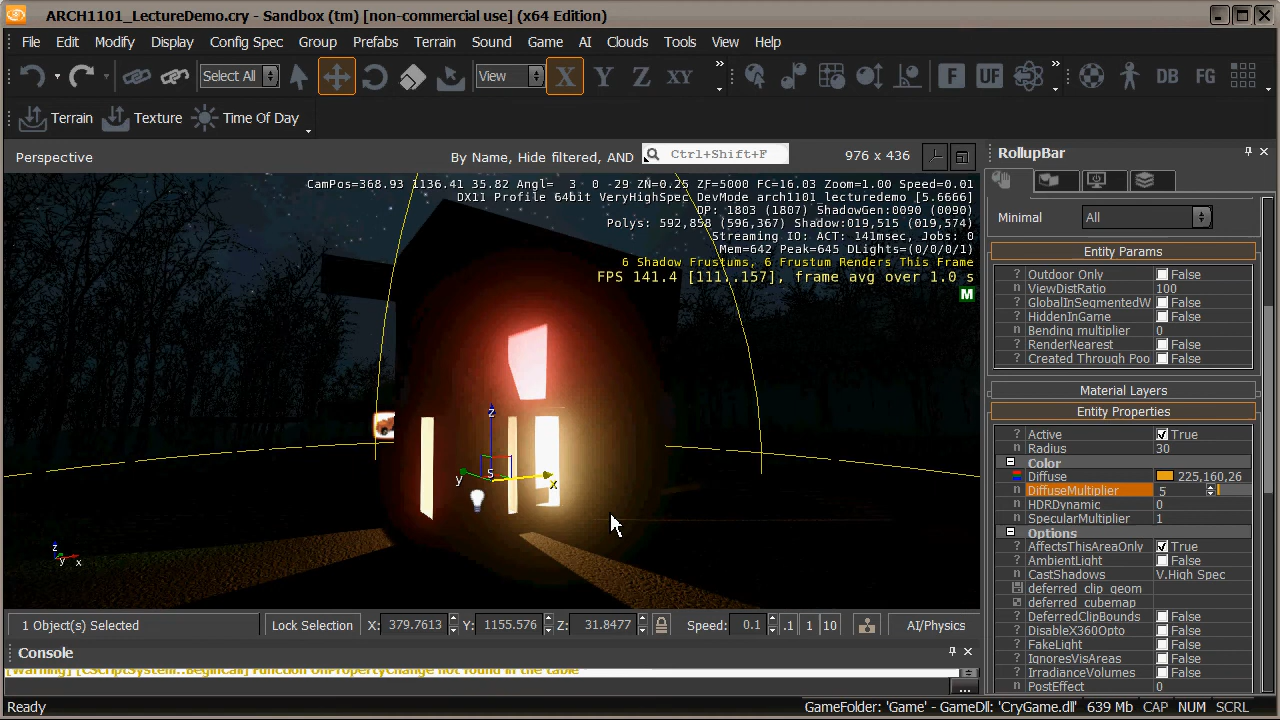 ARCH1101_LectureDemo.cry - Sandbox (tm) [non-commercial use] (x64 Edition)
File Edit Modify Display Config Spec Group Prefabs Terrain Sound Game AI Clouds Tools View Help
Select All View X Y Z XY F UF DB FG
Terrain Texture Time Of Day
Perspective By Name, Hide filtered, AND Ctrl+Shift+F 976 x 436
CamPos=368.93 1136.41 35.82 Angl= 3 0 -29 ZN=0.25 ZF=5000 FC=16.03 Zoom=1.00 Speed=0.01
DX11 Profile 64bit VeryHighSpec DevMode arch1101_lecturedemo [5.6666]
DP: 1803 (1807) ShadowGen:0090 (0090)
Polys: 592,858 (596,367) Shadow:019,515 (019,574)
Streaming IO: ACT: 141msec, Jobs: 0
Mem=642 Peak=645 DLights=(0/0/0/1)
6 Shadow Frustums, 6 Frustum Renders This Frame
FPS 141.4 [111..157], frame avg over 1.0 s
M
z
y S x
z
y x
RollupBar
Minimal All
Entity Params
? Outdoor Only False
n ViewDistRatio 100
? GlobalInSegmentedW False
? HiddenInGame False
n Bending multiplier 0
? RenderNearest False
? Created Through Poo False
Material Layers
Entity Properties
? Active True
n Radius 30
Color
Diffuse 225,160,26
n DiffuseMultiplier 5
n HDRDynamic 0
n SpecularMultiplier 1
Options
? AffectsThisAreaOnly True
? AmbientLight False
n CastShadows V.High Spec
deferred_clip_geom
deferred_cubemap
? DeferredClipBounds False
? DisableX360Opto False
? FakeLight False
? IgnoresVisAreas False
? IrradianceVolumes False
n PostEffect 0
1 Object(s) Selected Lock Selection X: 379.7613 Y: 1155.576 Z: 31.8477 Speed: 0.1 .1 1 10 AI/Physics
Console
[Warning] [CScriptSystem::BeginCall] Function OnPropertyChange not found in the table
...
Ready GameFolder: 'Game' - GameDll: 'CryGame.dll' 639 Mb CAP NUM SCRL